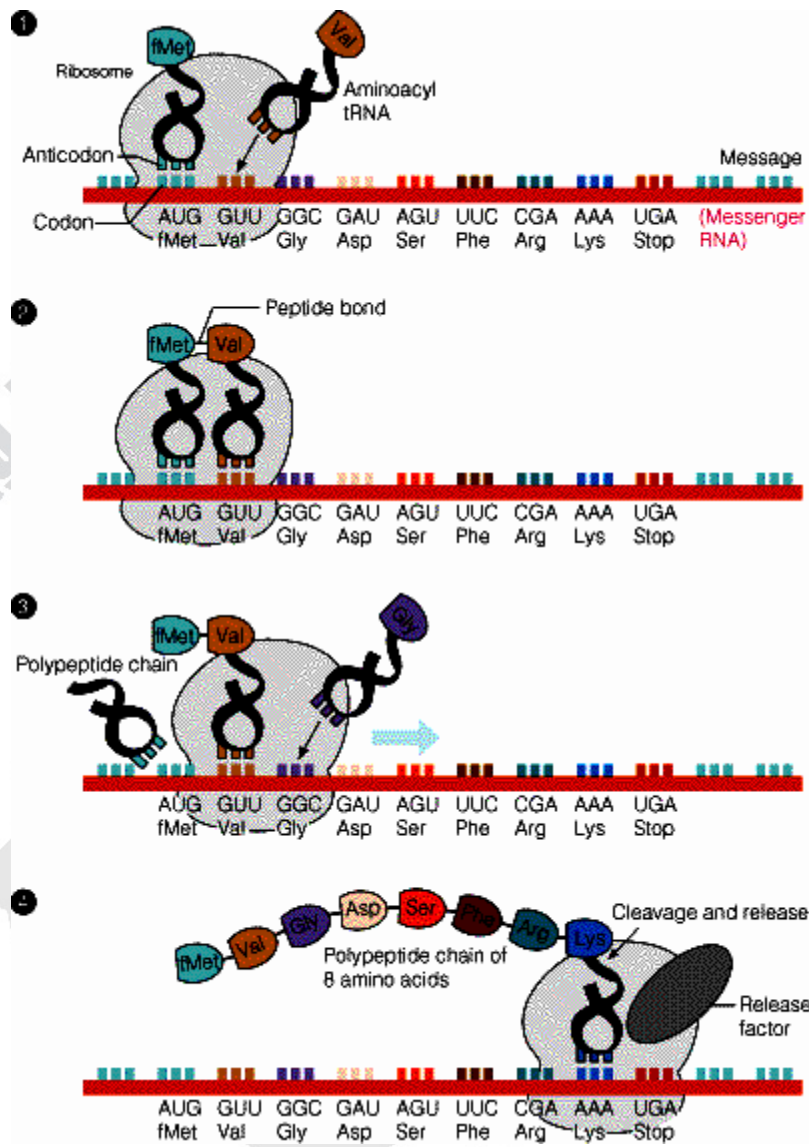 1
fMet
Val
Ribosome
Aminoacyl
tRNA
Anticodon
Message
Codon
AUG GUU GGC GAU AGU UUC CGA AAA UGA (Messenger
fMet Val Gly Asp Ser Phe Arg Lys Stop RNA)
2
Peptide bond
fMet Val
AUG GUU GGC GAU AGU UUC CGA AAA UGA
fMet Val Gly Asp Ser Phe Arg Lys Stop
3
fMet Val Gly
Polypeptide chain
AUG GUU GGC GAU AGU UUC CGA AAA UGA
fMet Val Gly Asp Ser Phe Arg Lys Stop
4
fMet Val Gly Asp Ser Phe Arg Lys
Cleavage and release
Polypeptide chain of
8 amino acids
Release
factor
AUG GUU GGC GAU AGU UUC CGA AAA UGA
fMet Val Gly Asp Ser Phe Arg Lys Stop